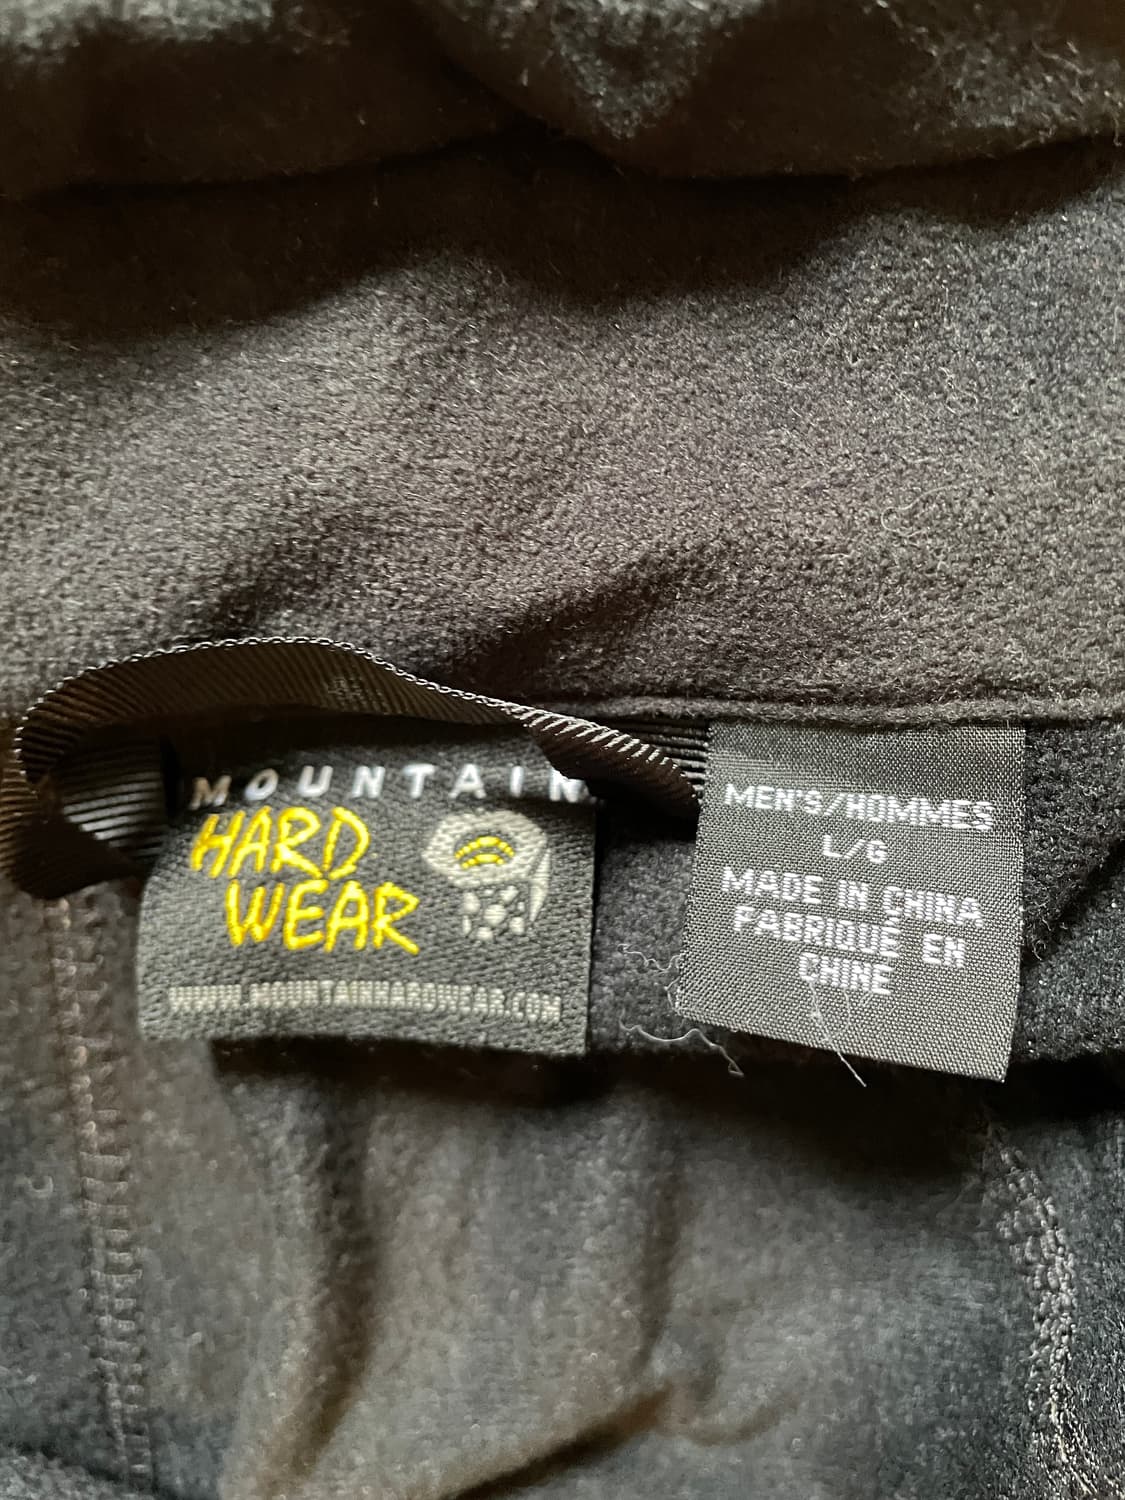 MOUNTAIN
HARD
WEAR
WWW.MOUNTAINHARDWEAR.COM
MEN'S/HOMMES
L/G
MADE IN CHINA
FABRIQUÉ EN
CHINE